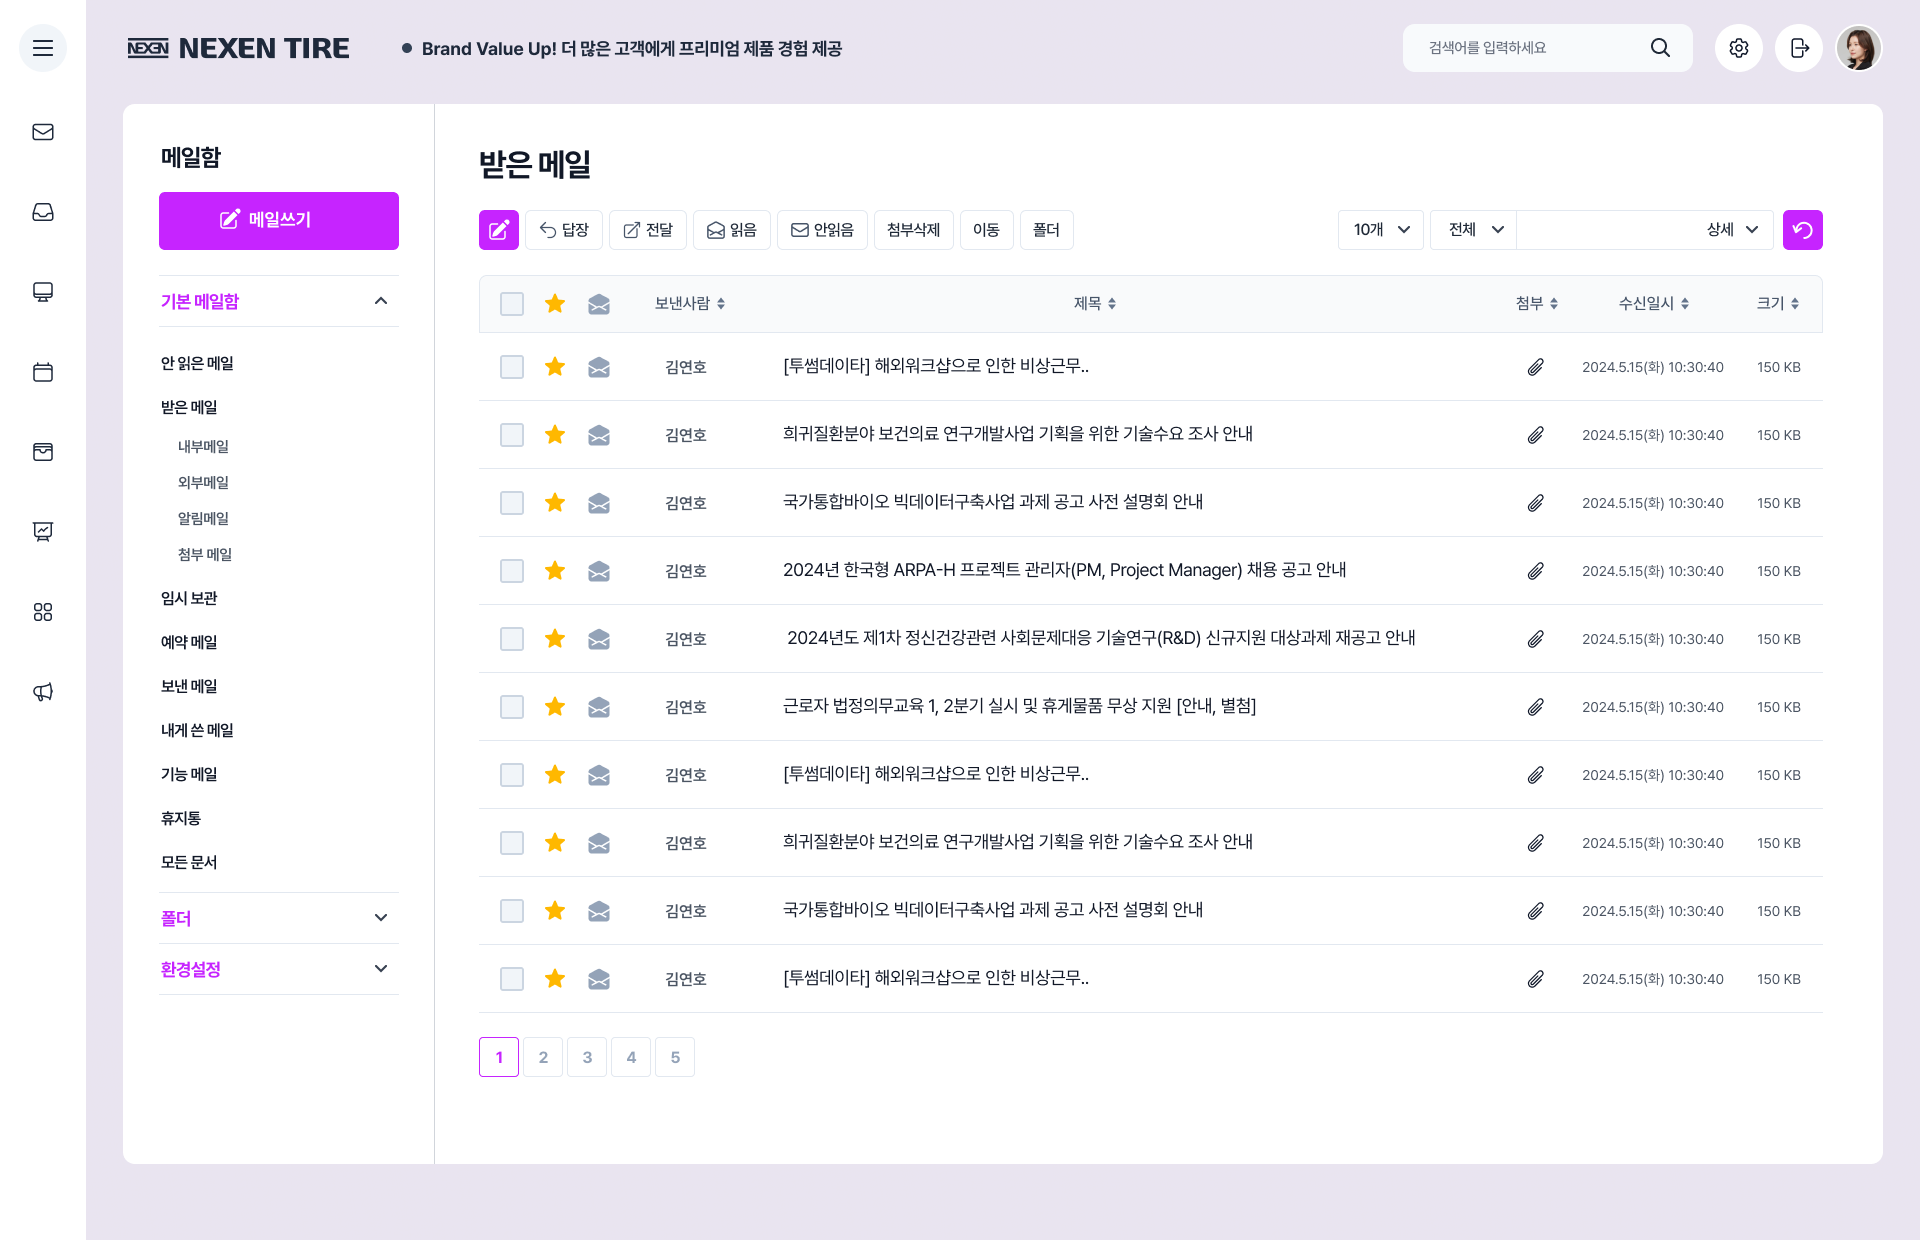 NEXEN NEXEN TIRE
Brand Value Up! 더 많은 고객에게 프리미엄 제품 경험 제공
검색어를 입력하세요
메일함
메일쓰기
기본 메일함
안 읽은 메일
받은 메일
내부메일
외부메일
알림메일
첨부 메일
임시 보관
예약 메일
보낸 메일
내게 쓴 메일
기능 메일
휴지통
모든 문서
폴더
환경설정
받은 메일
답장 전달 읽음 안읽음 첨부삭제 이동 폴더 10개 전체 상세
보낸사람 제목 첨부 수신일시 크기
김연호 [투썸데이타] 해외워크샵으로 인한 비상근무.. 2024.5.15(화) 10:30:40 150 KB
김연호 희귀질환분야 보건의료 연구개발사업 기획을 위한 기술수요 조사 안내 2024.5.15(화) 10:30:40 150 KB
김연호 국가통합바이오 빅데이터구축사업 과제 공고 사전 설명회 안내 2024.5.15(화) 10:30:40 150 KB
김연호 2024년 한국형 ARPA-H 프로젝트 관리자(PM, Project Manager) 채용 공고 안내 2024.5.15(화) 10:30:40 150 KB
김연호 2024년도 제1차 정신건강관련 사회문제대응 기술연구(R&D) 신규지원 대상과제 재공고 안내 2024.5.15(화) 10:30:40 150 KB
김연호 근로자 법정의무교육 1, 2분기 실시 및 휴게물품 무상 지원 [안내, 별첨] 2024.5.15(화) 10:30:40 150 KB
김연호 [투썸데이타] 해외워크샵으로 인한 비상근무.. 2024.5.15(화) 10:30:40 150 KB
김연호 희귀질환분야 보건의료 연구개발사업 기획을 위한 기술수요 조사 안내 2024.5.15(화) 10:30:40 150 KB
김연호 국가통합바이오 빅데이터구축사업 과제 공고 사전 설명회 안내 2024.5.15(화) 10:30:40 150 KB
김연호 [투썸데이타] 해외워크샵으로 인한 비상근무.. 2024.5.15(화) 10:30:40 150 KB
1 2 3 4 5